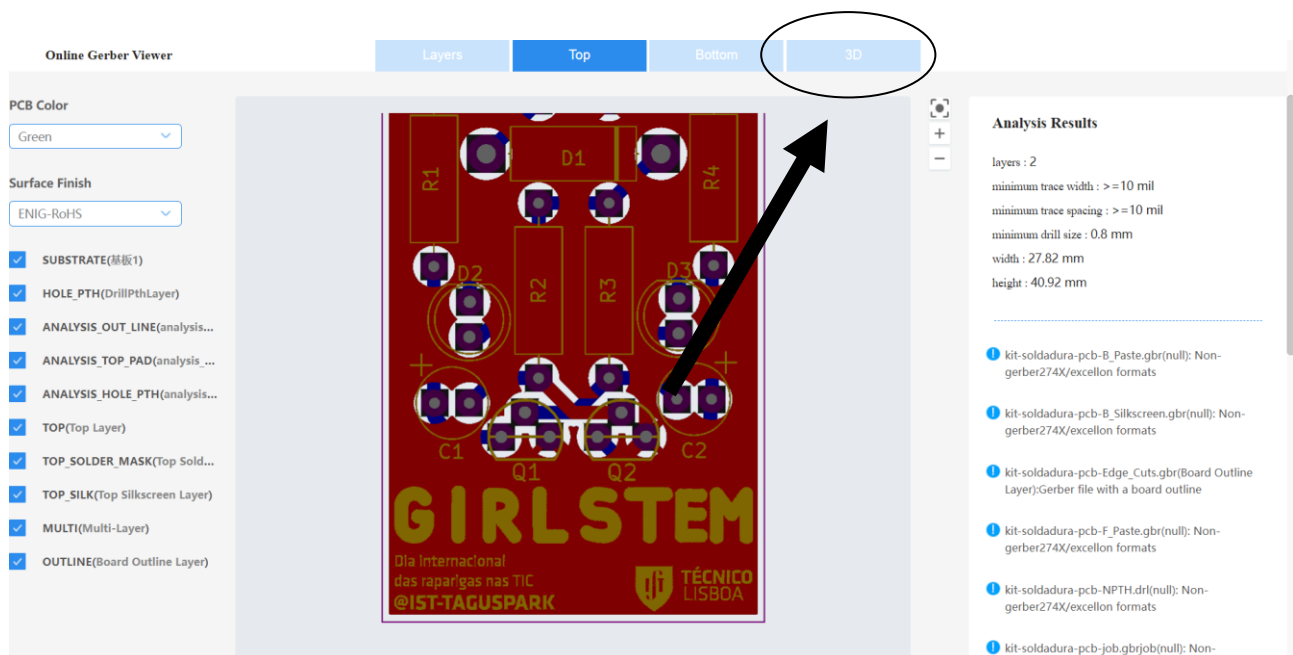 Online Gerber Viewer
Layers
Top
Bottom
3D
PCB Color
Green
Surface Finish
ENIG-RoHS
SUBSTRATE(基板1)
HOLE_PTH(DrillPthLayer)
ANALYSIS_OUT_LINE(analysis...
ANALYSIS_TOP_PAD(analysis_...
ANALYSIS_HOLE_PTH(analysis...
TOP(Top Layer)
TOP_SOLDER_MASK(Top Sold...
TOP_SILK(Top Silkscreen Layer)
MULTI(Multi-Layer)
OUTLINE(Board Outline Layer)
R1
D1
R4
D2
R2
R3
D3
+
+
C1
Q1
Q2
C2
GIRLSTEM
Dia Internacional
das raparigas nas TIC
@IST-TAGUSPARK
TÉCNICO
LISBOA
+
−
Analysis Results
layers : 2
minimum trace width : >=10 mil
minimum trace spacing : >=10 mil
minimum drill size : 0.8 mm
width : 27.82 mm
height : 40.92 mm
kit-soldadura-pcb-B_Paste.gbr(null): Non-
gerber274X/excellon formats
kit-soldadura-pcb-B_Silkscreen.gbr(null): Non-
gerber274X/excellon formats
kit-soldadura-pcb-Edge_Cuts.gbr(Board Outline
Layer):Gerber file with a board outline
kit-soldadura-pcb-F_Paste.gbr(null): Non-
gerber274X/excellon formats
kit-soldadura-pcb-NPTH.drl(null): Non-
gerber274X/excellon formats
kit-soldadura-pcb-job.gbrjob(null): Non-